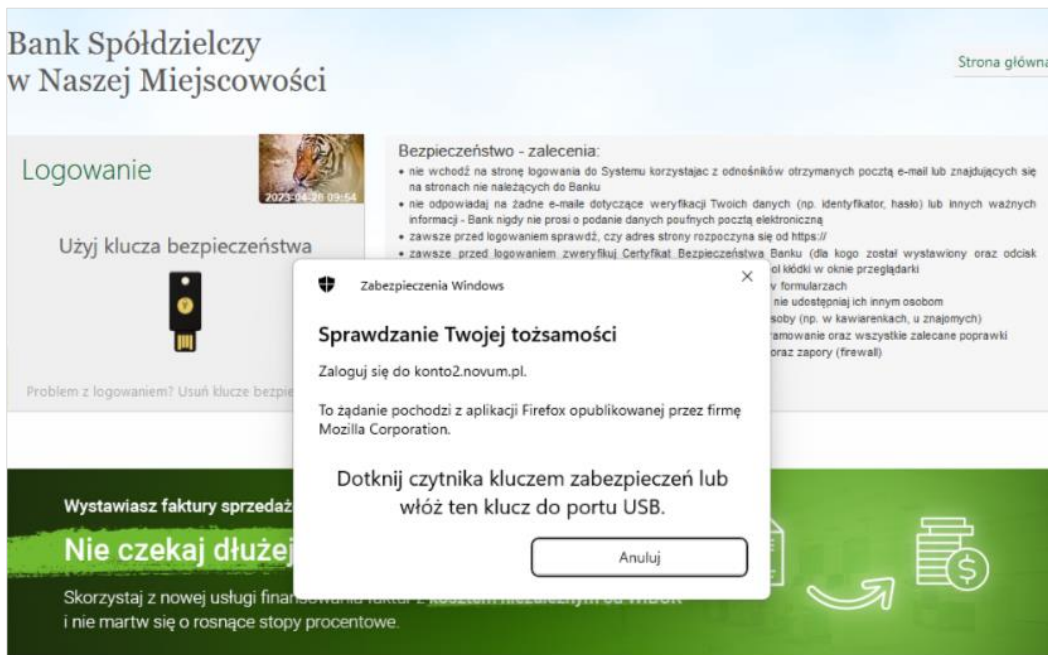 Bank Spółdzielczy
w Naszej Miejscowości
Strona główna
Logowanie
2023-04-28 09:54
Użyj klucza bezpieczeństwa
Problem z logowaniem? Usuń klucze bezpie
Bezpieczeństwo - zalecenia:
• nie wchodź na stronę logowania do Systemu korzystajac z odnośników otrzymanych pocztą e-mail lub znajdujących się
na stronach nie należących do Banku
• nie odpowiadaj na żadne e-maile dotyczące weryfikacji Twoich danych (np. identyfikator, hasło) lub innych ważnych
informacji - Bank nigdy nie prosi o podanie danych poufnych pocztą elektroniczną
• zawsze przed logowaniem sprawdź, czy adres strony rozpoczyna się od https://
• zawsze przed logowaniem zweryfikuj Certyfikat Bezpieczeństwa Banku (dla kogo został wystawiony oraz odcisk
ol kłódki w oknie przeglądarki
w formularzach
nie udostępniaj ich innym osobom
soby (np. w kawiarenkach, u znajomych)
amowanie oraz wszystkie zalecane poprawki
oraz zapory (firewall)
Zabezpieczenia Windows
Sprawdzanie Twojej tożsamości
Zaloguj się do konto2.novum.pl.
To żądanie pochodzi z aplikacji Firefox opublikowanej przez firmę
Mozilla Corporation.
Dotknij czytnika kluczem zabezpieczeń lub
włóż ten klucz do portu USB.
Anuluj
Wystawiasz faktury sprzedaż
Nie czekaj dłużej
Skorzystaj z nowej usługi finan
i nie martw się o rosnące stopy procentowe.